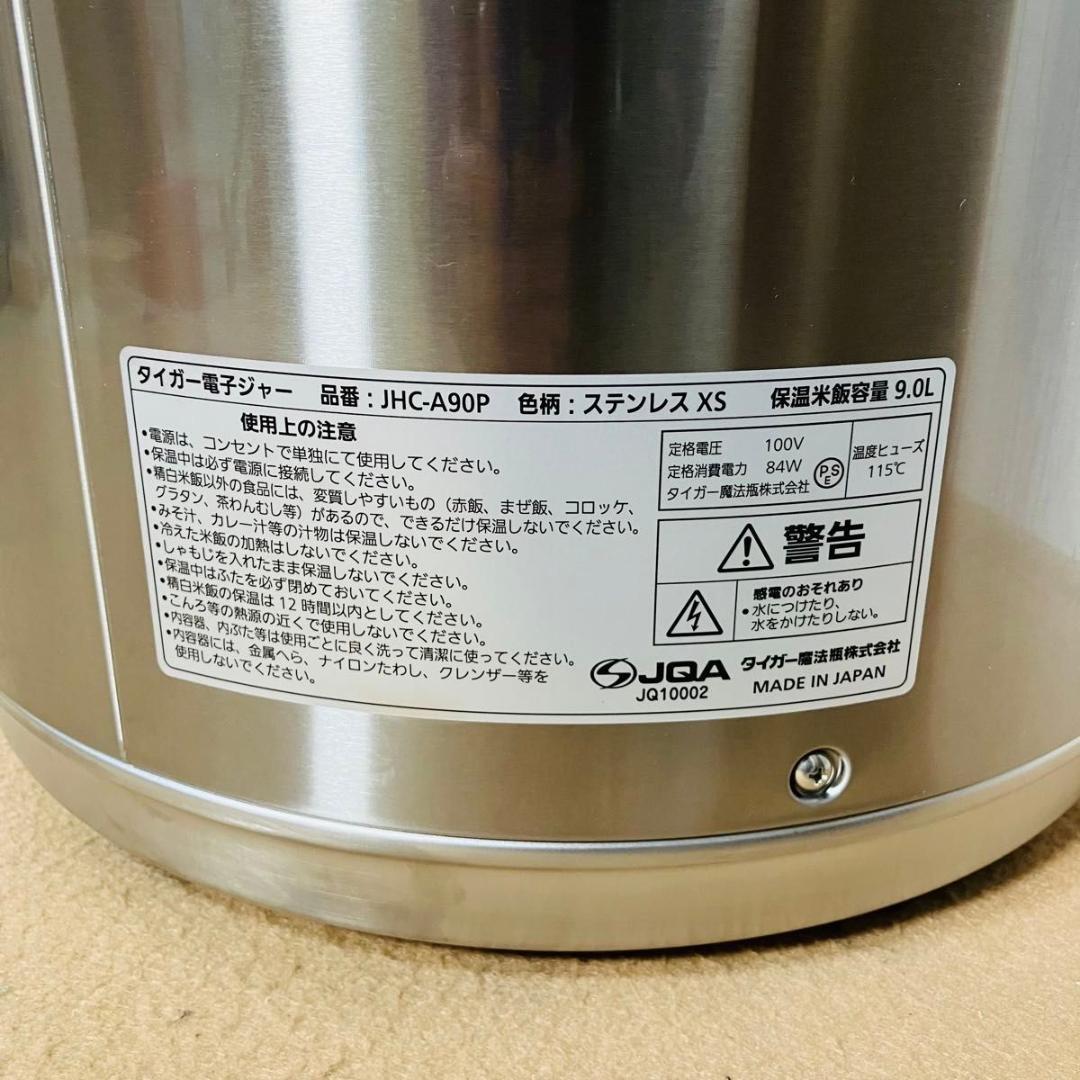 タイガー電子ジャー 品番：JHC-A90P 色柄：ステンレス XS 保温米飯容量 9.0L
使用上の注意
•電源は、コンセントで単独にて使用してください。
•保温中は必ず電源に接続してください。
•精白米飯以外の食品には、変質しやすいもの（赤飯、まぜ飯、コロッケ、
グラタン、茶わんむし等）があるので、できるだけ保温しないでください。
•みそ汁、カレー汁等の汁物は保温しないでください。
•冷えた米飯の加熱はしないでください。
•しゃもじを入れたまま保温しないでください。
•保温中はふたを必ず閉めておいてください。
•精白米飯の保温は12時間以内としてください。
•こんろ等の熱源の近くで使用しないでください。
•内容器、内ぶた等は使用ごとに良く洗って清潔に使ってください。
•内容器には、金属へら、ナイロンたわし、クレンザー等を
使用しないでください。
定格電圧 100V
定格消費電力 84W
タイガー魔法瓶株式会社
PSE
温度ヒューズ
115℃
警告
感電のおそれあり
•水につけたり、
水をかけたりしない。
JQA
JQ10002
タイガー魔法瓶株式会社
MADE IN JAPAN